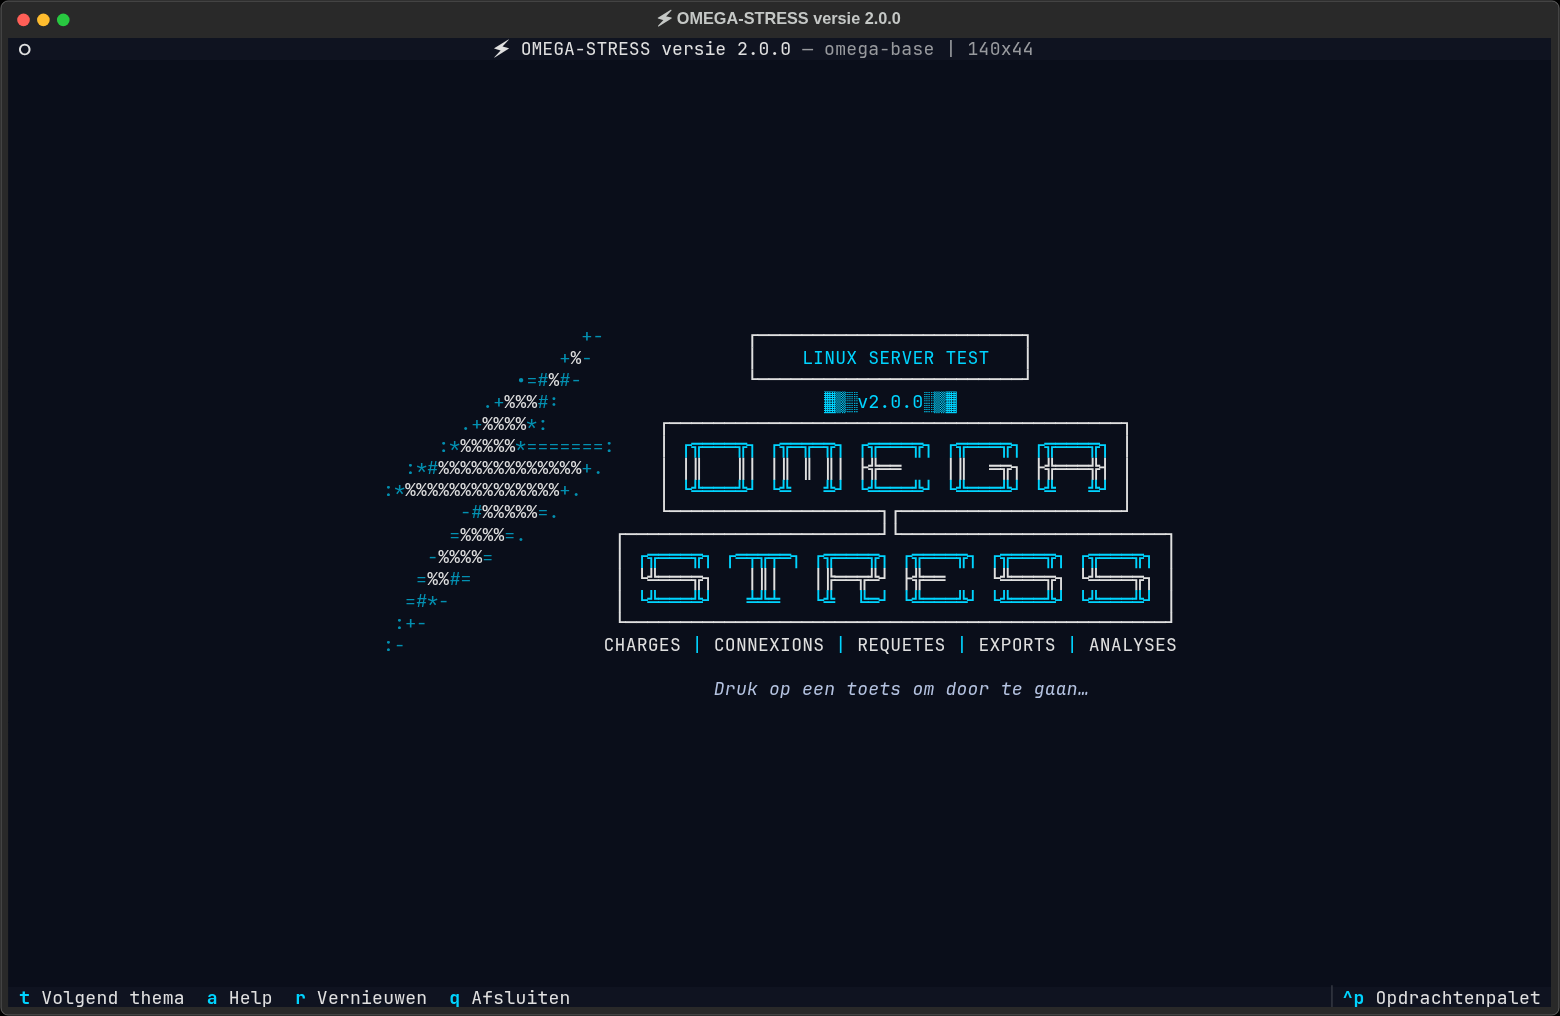 ⚡ OMEGA-STRESS versie 2.0.0
⚡ OMEGA-STRESS versie 2.0.0 — omega-base | 140x44
LINUX SERVER TEST
v2.0.0
OMEGA
STRESS
CHARGES | CONNEXIONS | REQUETES | EXPORTS | ANALYSES
Druk op een toets om door te gaan…
t Volgend thema a Help r Vernieuwen q Afsluiten ^p Opdrachtenpalet